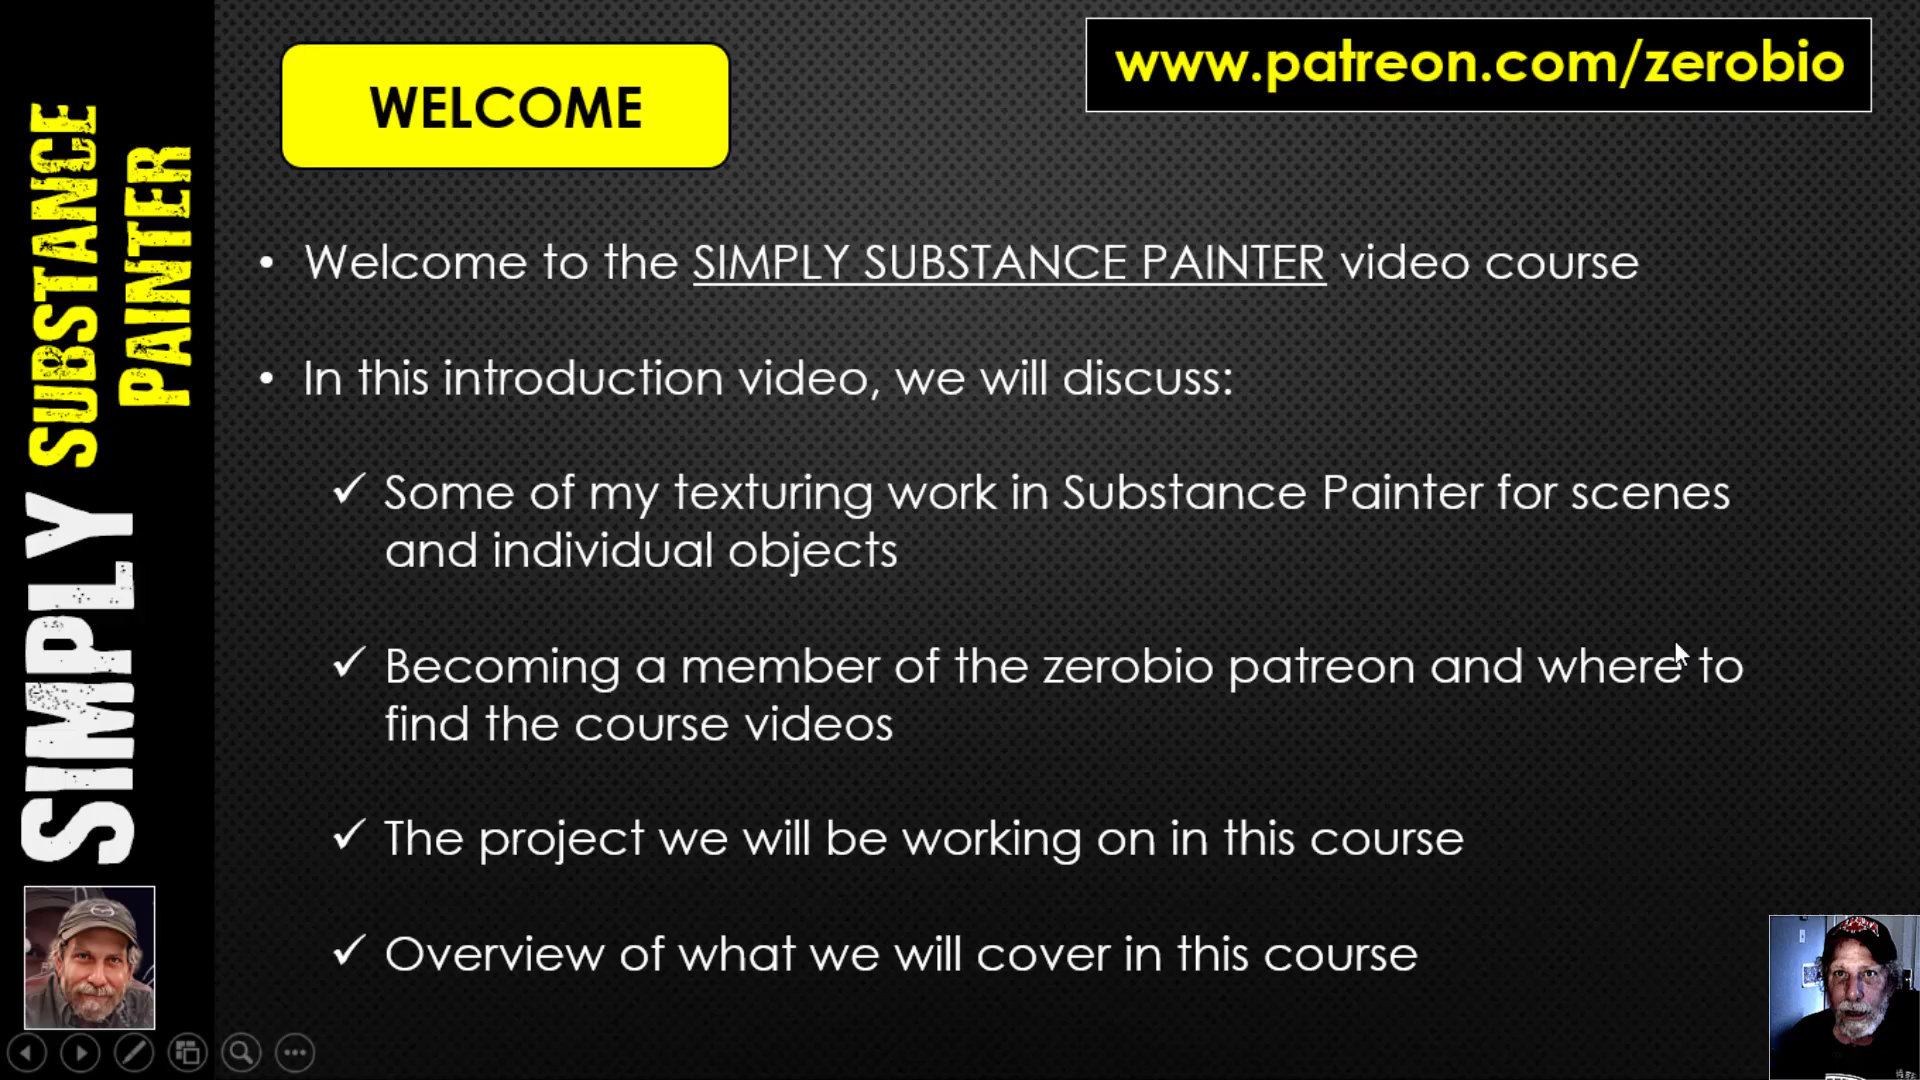 SIMPLY SUBSTANCE
PAINTER
WELCOME
www.patreon.com/zerobio
• Welcome to the SIMPLY SUBSTANCE PAINTER video course
• In this introduction video, we will discuss:
✓ Some of my texturing work in Substance Painter for scenes
and individual objects
✓ Becoming a member of the zerobio patreon and where to
find the course videos
✓ The project we will be working on in this course
✓ Overview of what we will cover in this course